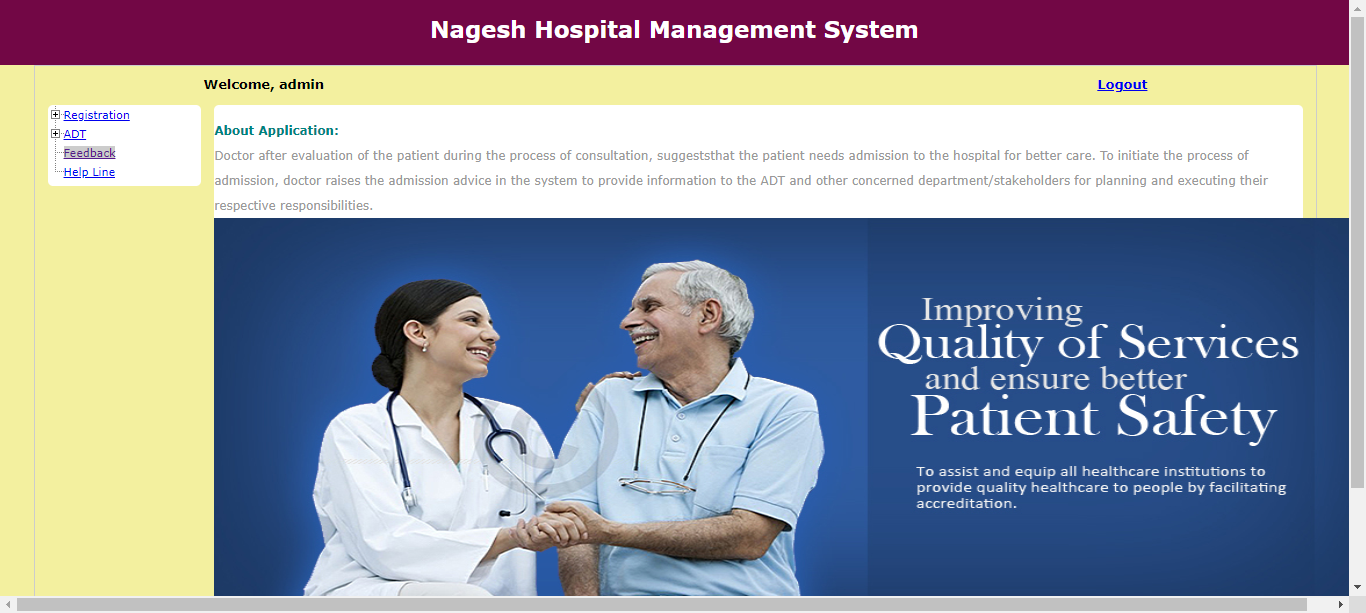 Nagesh Hospital Management System
Welcome, admin
Logout
Registration
ADT
Feedback
Help Line
About Application:
Doctor after evaluation of the patient during the process of consultation, suggeststhat the patient needs admission to the hospital for better care. To initiate the process of
admission, doctor raises the admission advice in the system to provide information to the ADT and other concerned department/stakeholders for planning and executing their
respective responsibilities.
Improving
Quality of Services
and ensure better
Patient Safety
To assist and equip all healthcare institutions to
provide quality healthcare to people by facilitating
accreditation.